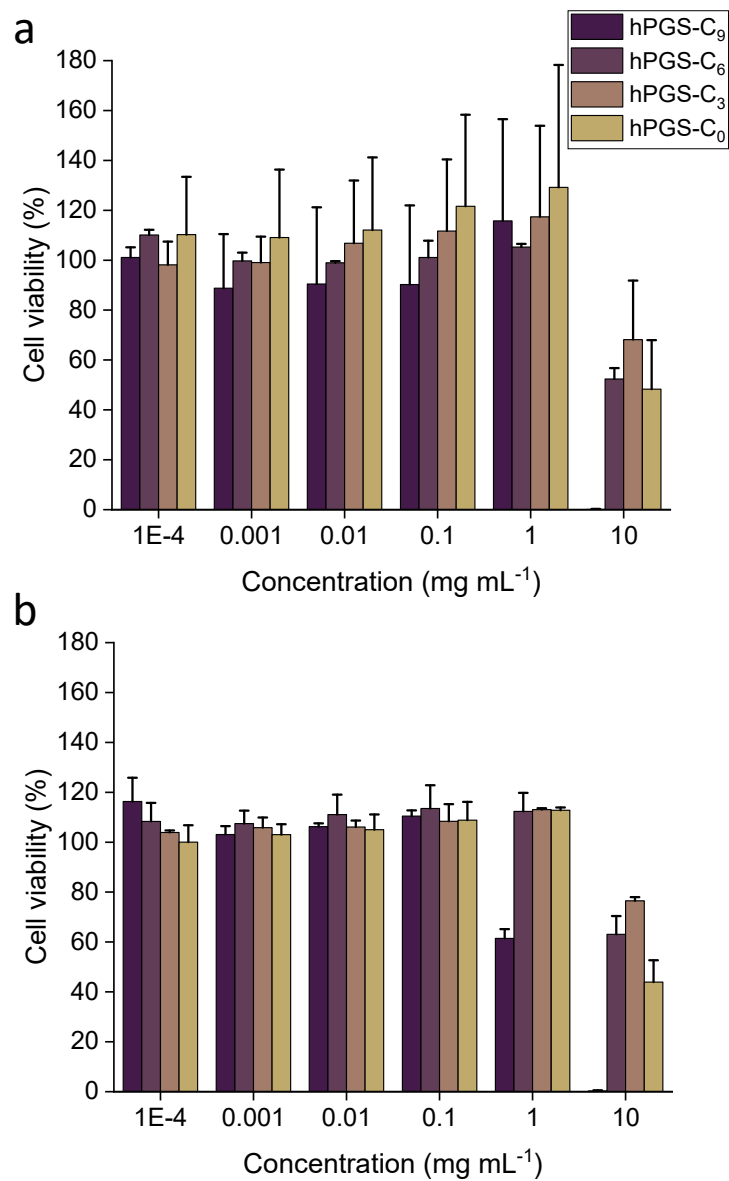 a
hPGS-C₉
hPGS-C₆
hPGS-C₃
hPGS-C₀
180
160
140
120
100
80
60
40
20
0
Cell viability (%)
1E-4 0.001 0.01 0.1 1 10
Concentration (mg mL⁻¹)
b
180
160
140
120
100
80
60
40
20
0
Cell viability (%)
1E-4 0.001 0.01 0.1 1 10
Concentration (mg mL⁻¹)